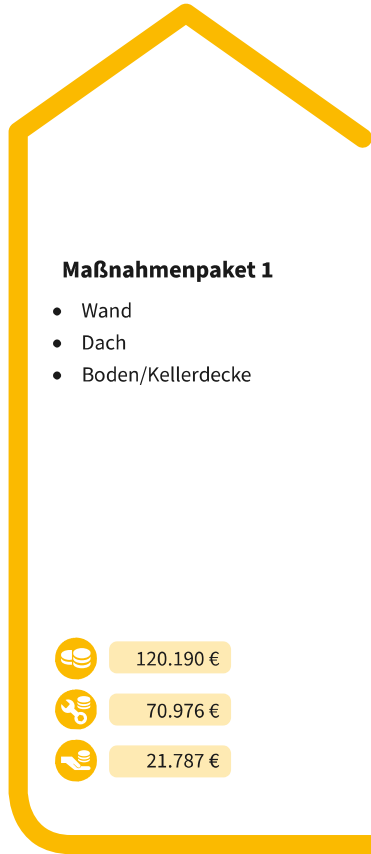 Maßnahmenpaket 1
• Wand
• Dach
• Boden/Kellerdecke
120.190 €
70.976 €
21.787 €